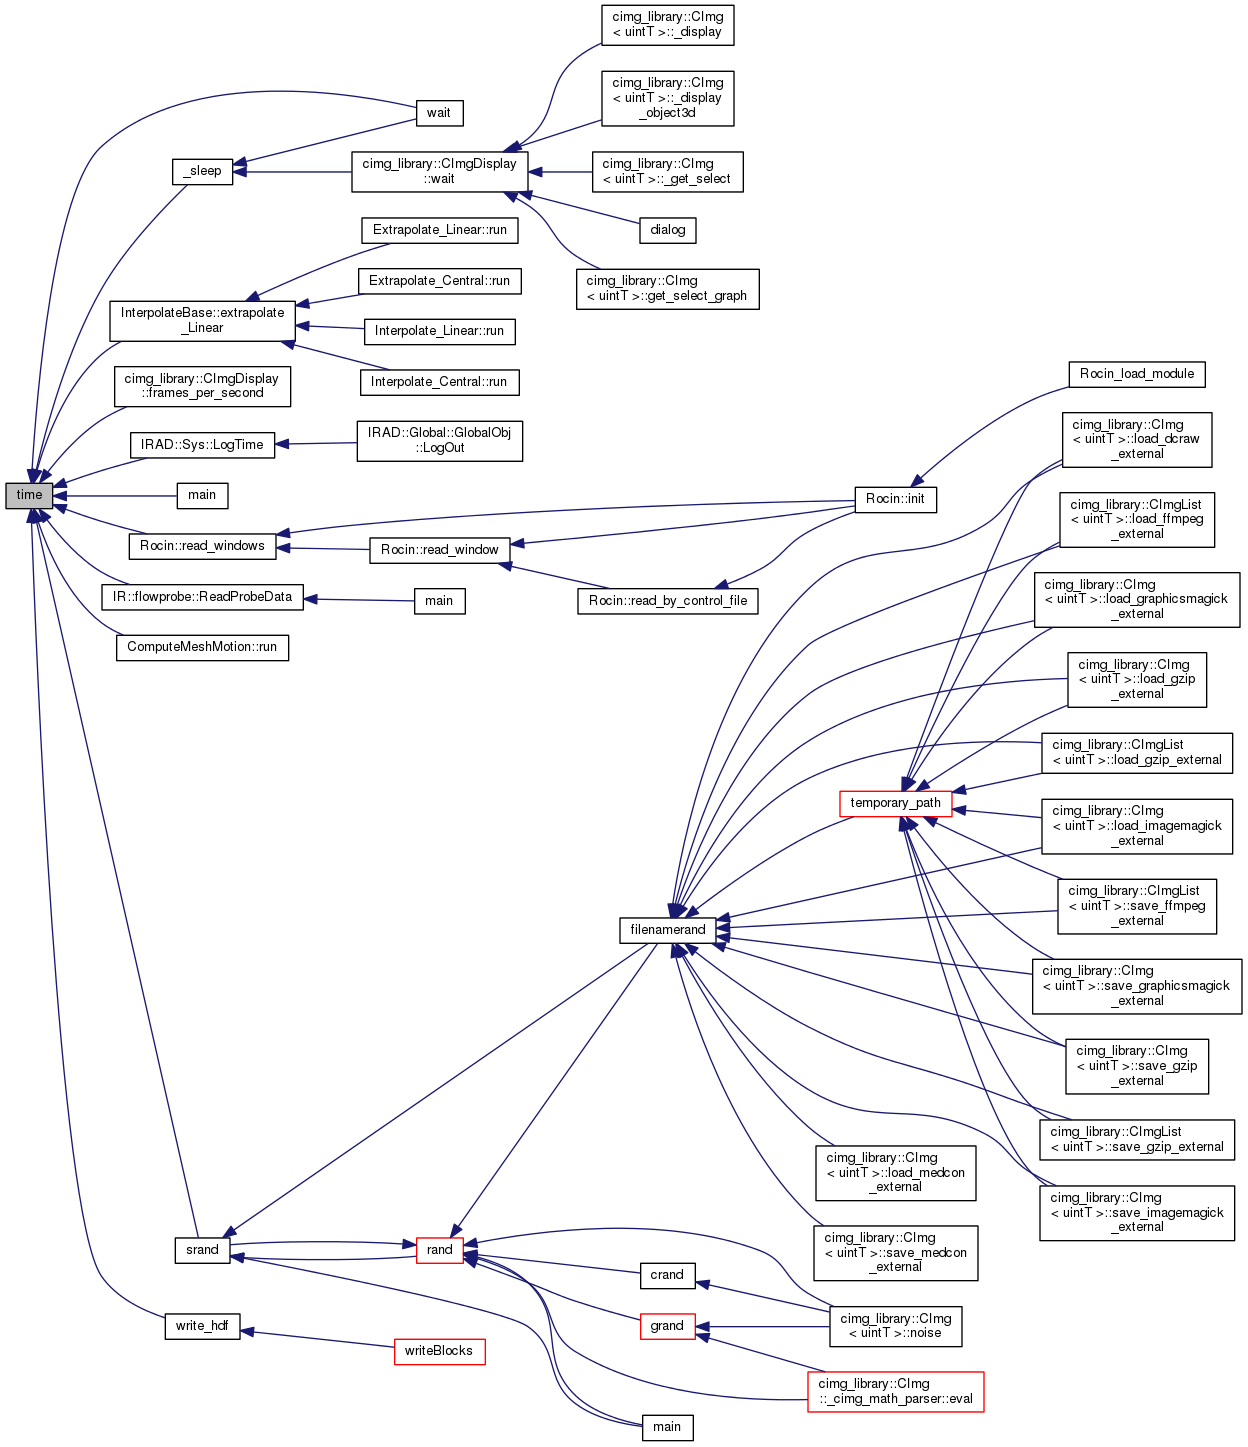 cimg_library::CImg
< uintT >::_display
cimg_library::CImg
< uintT >::_display
_object3d
wait
cimg_library::CImgDisplay
::wait
cimg_library::CImg
< uintT >::_get_select
_sleep
dialog
Extrapolate_Linear::run
cimg_library::CImg
< uintT >::get_select_graph
Extrapolate_Central::run
InterpolateBase::extrapolate
_Linear
Interpolate_Linear::run
Interpolate_Central::run
cimg_library::CImgDisplay
::frames_per_second
Rocin_load_module
IRAD::Sys::LogTime
IRAD::Global::GlobalObj
::LogOut
cimg_library::CImg
< uintT >::load_dcraw
_external
time
main
Rocin::init
cimg_library::CImgList
< uintT >::load_ffmpeg
_external
Rocin::read_windows
Rocin::read_window
IR::flowprobe::ReadProbeData
main
Rocin::read_by_control_file
cimg_library::CImg
< uintT >::load_graphicsmagick
_external
ComputeMeshMotion::run
cimg_library::CImg
< uintT >::load_gzip
_external
cimg_library::CImgList
< uintT >::load_gzip_external
temporary_path
cimg_library::CImg
< uintT >::load_imagemagick
_external
cimg_library::CImgList
< uintT >::save_ffmpeg
_external
filenamerand
cimg_library::CImg
< uintT >::save_graphicsmagick
_external
cimg_library::CImg
< uintT >::save_gzip
_external
cimg_library::CImgList
< uintT >::save_gzip_external
cimg_library::CImg
< uintT >::load_medcon
_external
cimg_library::CImg
< uintT >::save_imagemagick
_external
srand
rand
cimg_library::CImg
< uintT >::save_medcon
_external
crand
write_hdf
grand
cimg_library::CImg
< uintT >::noise
writeBlocks
cimg_library::CImg
::_cimg_math_parser::eval
main